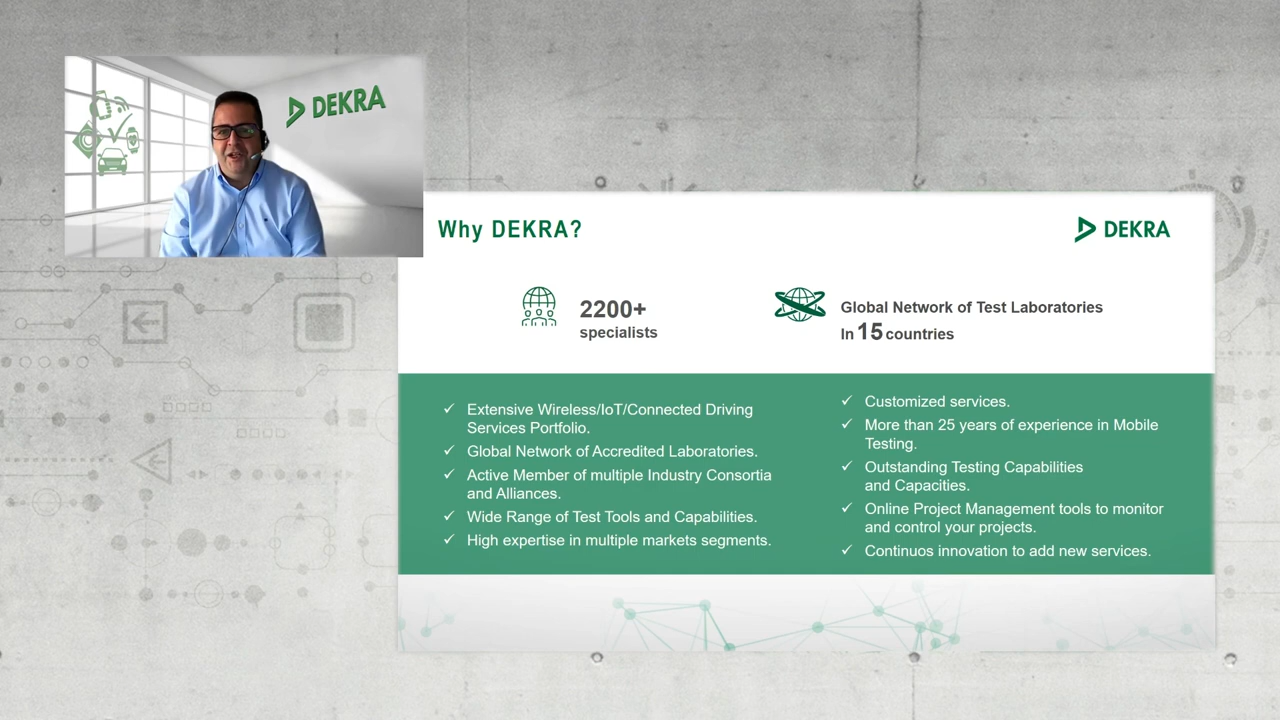 DEKRA
Why DEKRA?
DEKRA
2200+
specialists
Global Network of Test Laboratories
In 15 countries
✓ Extensive Wireless/IoT/Connected Driving
Services Portfolio.
✓ Global Network of Accredited Laboratories.
✓ Active Member of multiple Industry Consortia
and Alliances.
✓ Wide Range of Test Tools and Capabilities.
✓ High expertise in multiple markets segments.
✓ Customized services.
✓ More than 25 years of experience in Mobile
Testing.
✓ Outstanding Testing Capabilities
and Capacities.
✓ Online Project Management tools to monitor
and control your projects.
✓ Continuos innovation to add new services.